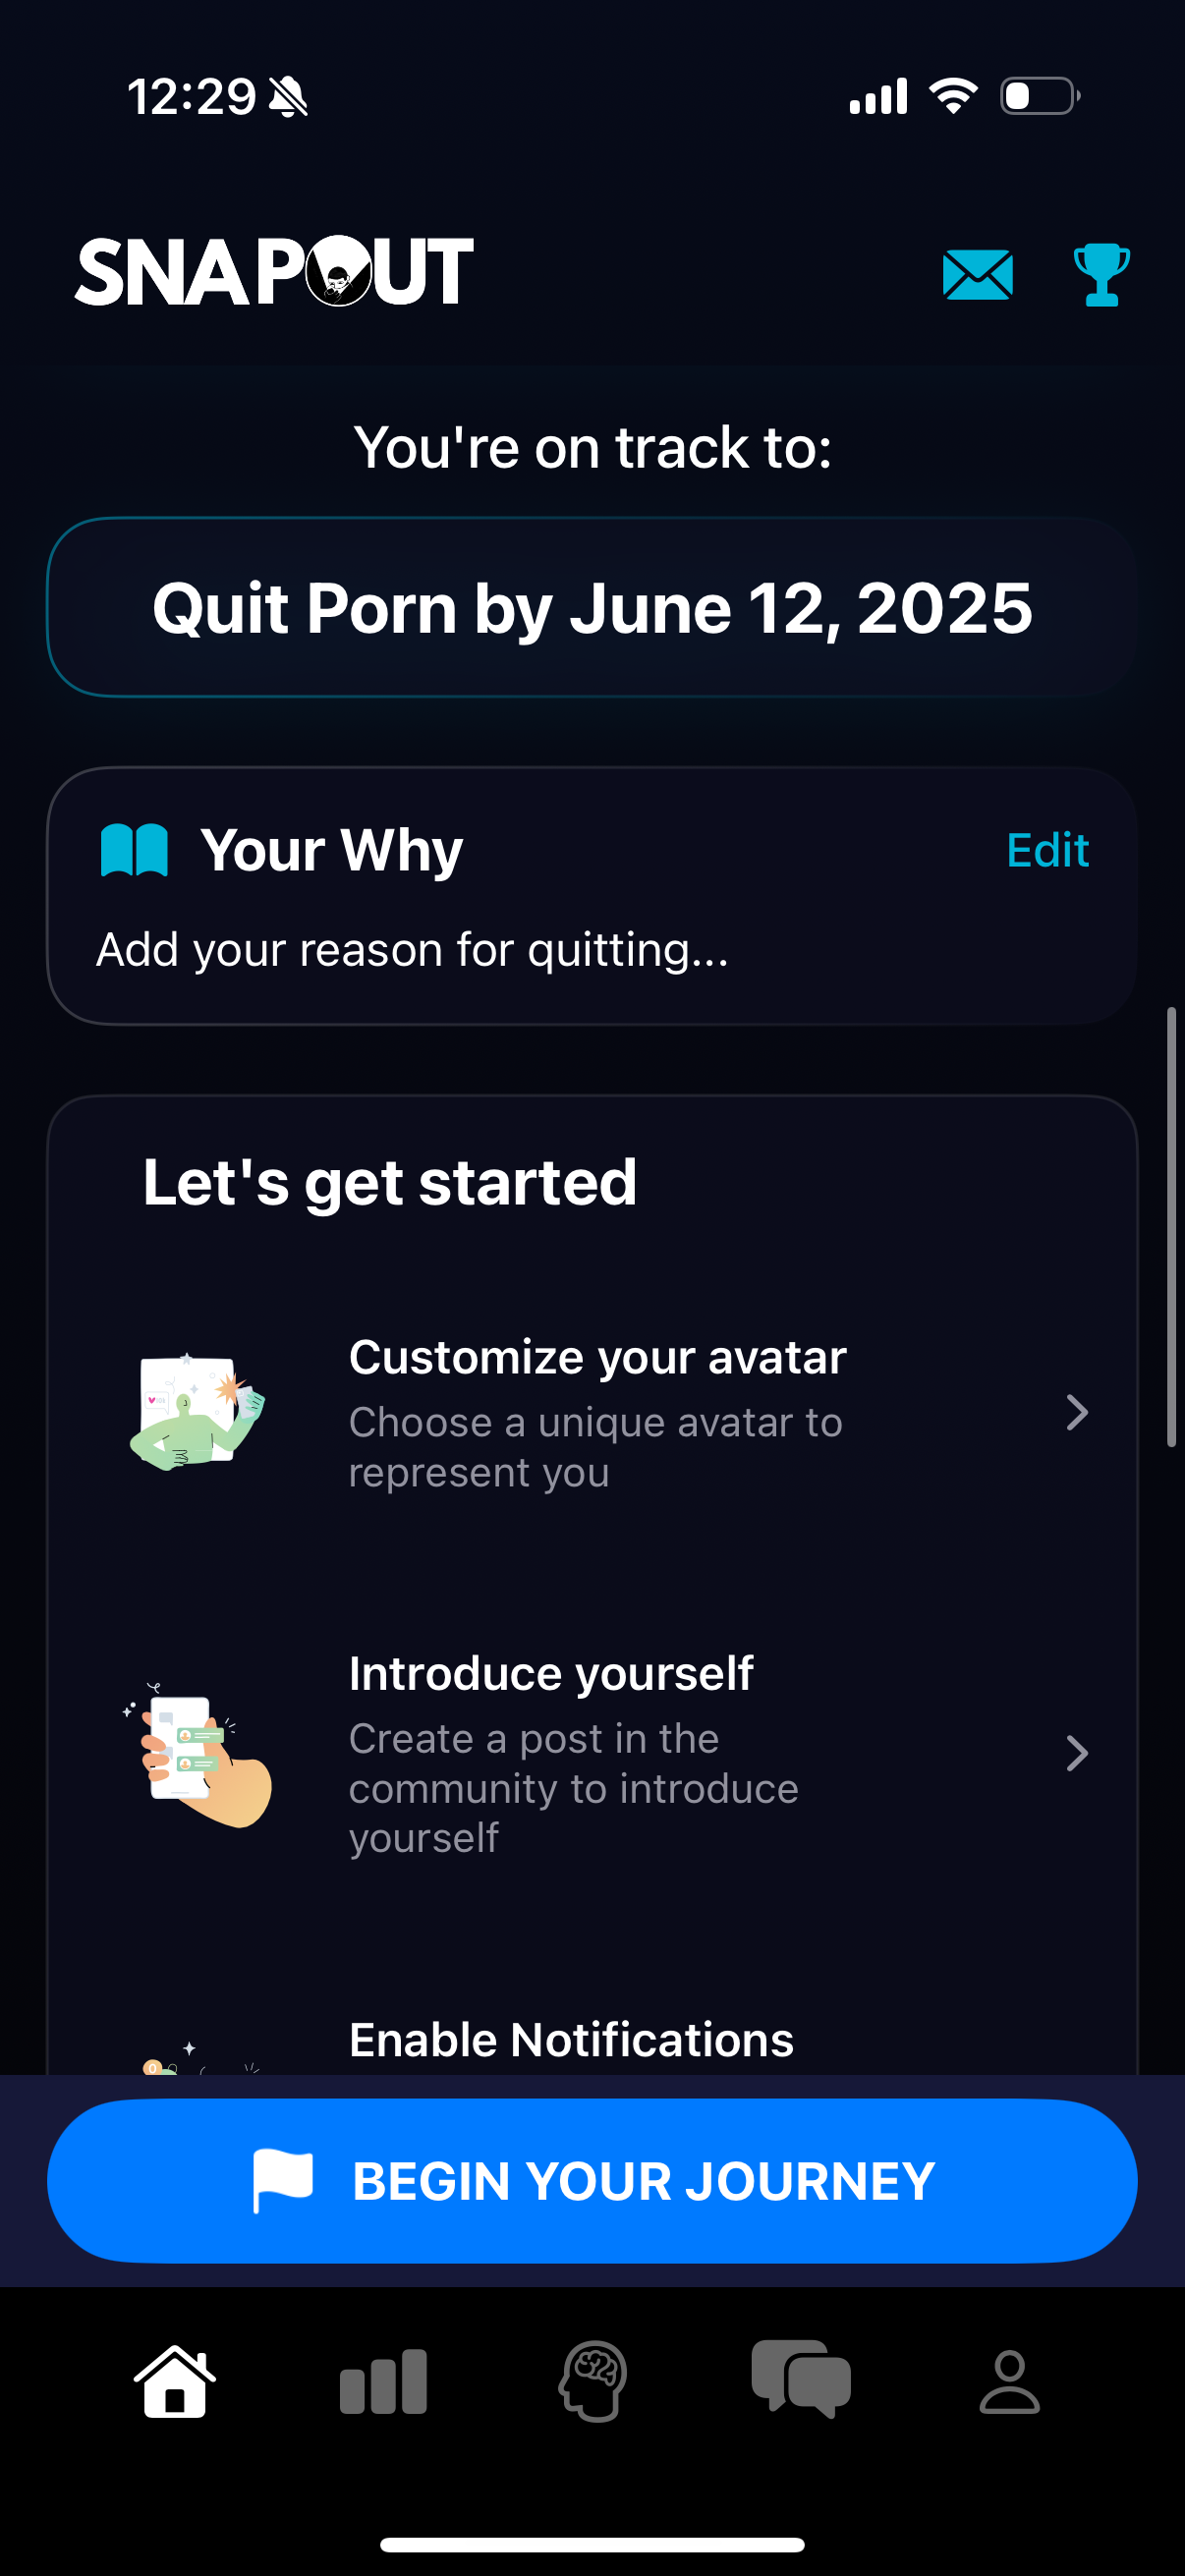 12:29
SNAPOUT
You're on track to:
Quit Porn by June 12, 2025
Your Why
Edit
Add your reason for quitting...
Let's get started
Customize your avatar
Choose a unique avatar to
represent you
Introduce yourself
Create a post in the
community to introduce
yourself
Enable Notifications
BEGIN YOUR JOURNEY